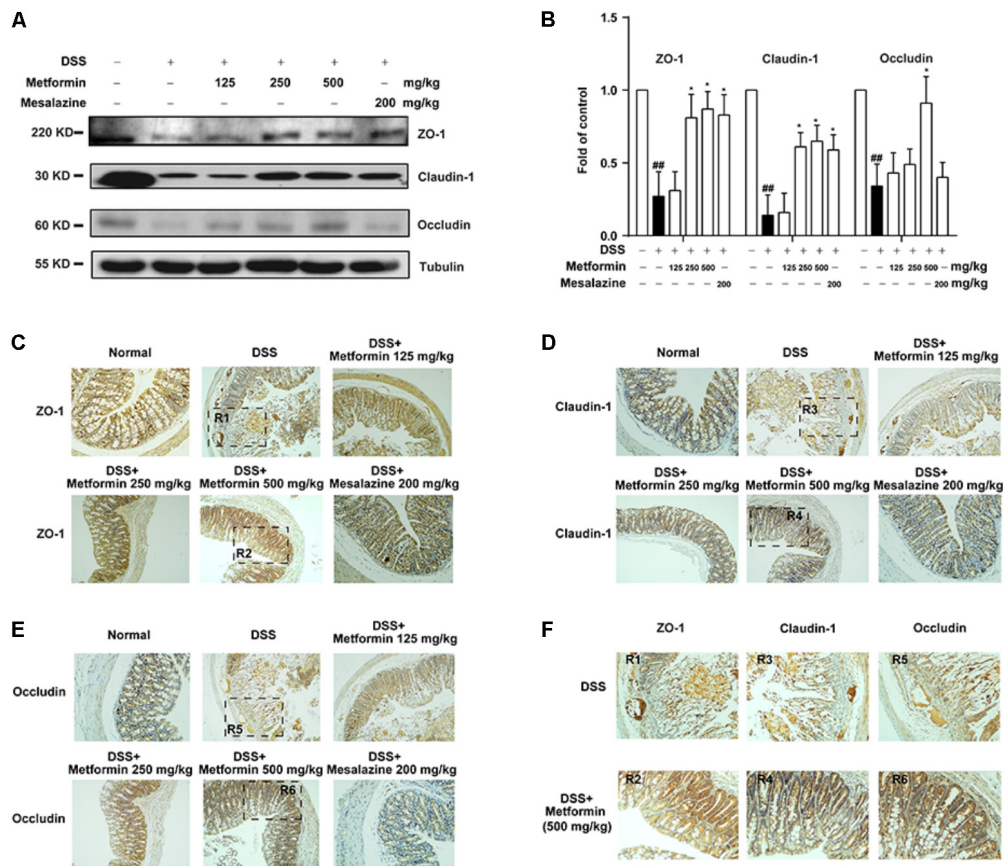 A
DSS – + + + + +
Metformin – – 125 250 500 – mg/kg
Mesalazine – – – – – 200 mg/kg
220 KD ZO-1
30 KD Claudin-1
60 KD Occludin
55 KD Tubulin
B
Fold of control
1.5
1.0
0.5
0.0
ZO-1 Claudin-1 Occludin
## * * *
## * * *
## *
DSS – + + + + + – + + + + + – + + + + +
Metformin – – 125 250 500 – – – 125 250 500 – – – 125 250 500 – mg/kg
Mesalazine – – – – – 200 – – – – – 200 – – – – – 200 mg/kg
C
Normal DSS DSS+
Metformin 125 mg/kg
ZO-1
R1
DSS+ DSS+ DSS+
Metformin 250 mg/kg Metformin 500 mg/kg Mesalazine 200 mg/kg
ZO-1
R2
D
Normal DSS DSS+
Metformin 125 mg/kg
Claudin-1
R3
DSS+ DSS+ DSS+
Metformin 250 mg/kg Metformin 500 mg/kg Mesalazine 200 mg/kg
Claudin-1
R4
E
Normal DSS DSS+
Metformin 125 mg/kg
Occludin
R5
DSS+ DSS+ DSS+
Metformin 250 mg/kg Metformin 500 mg/kg Mesalazine 200 mg/kg
Occludin
R6
F
ZO-1 Claudin-1 Occludin
DSS
R1 R3 R5
DSS+
Metformin
(500 mg/kg)
R2 R4 R6